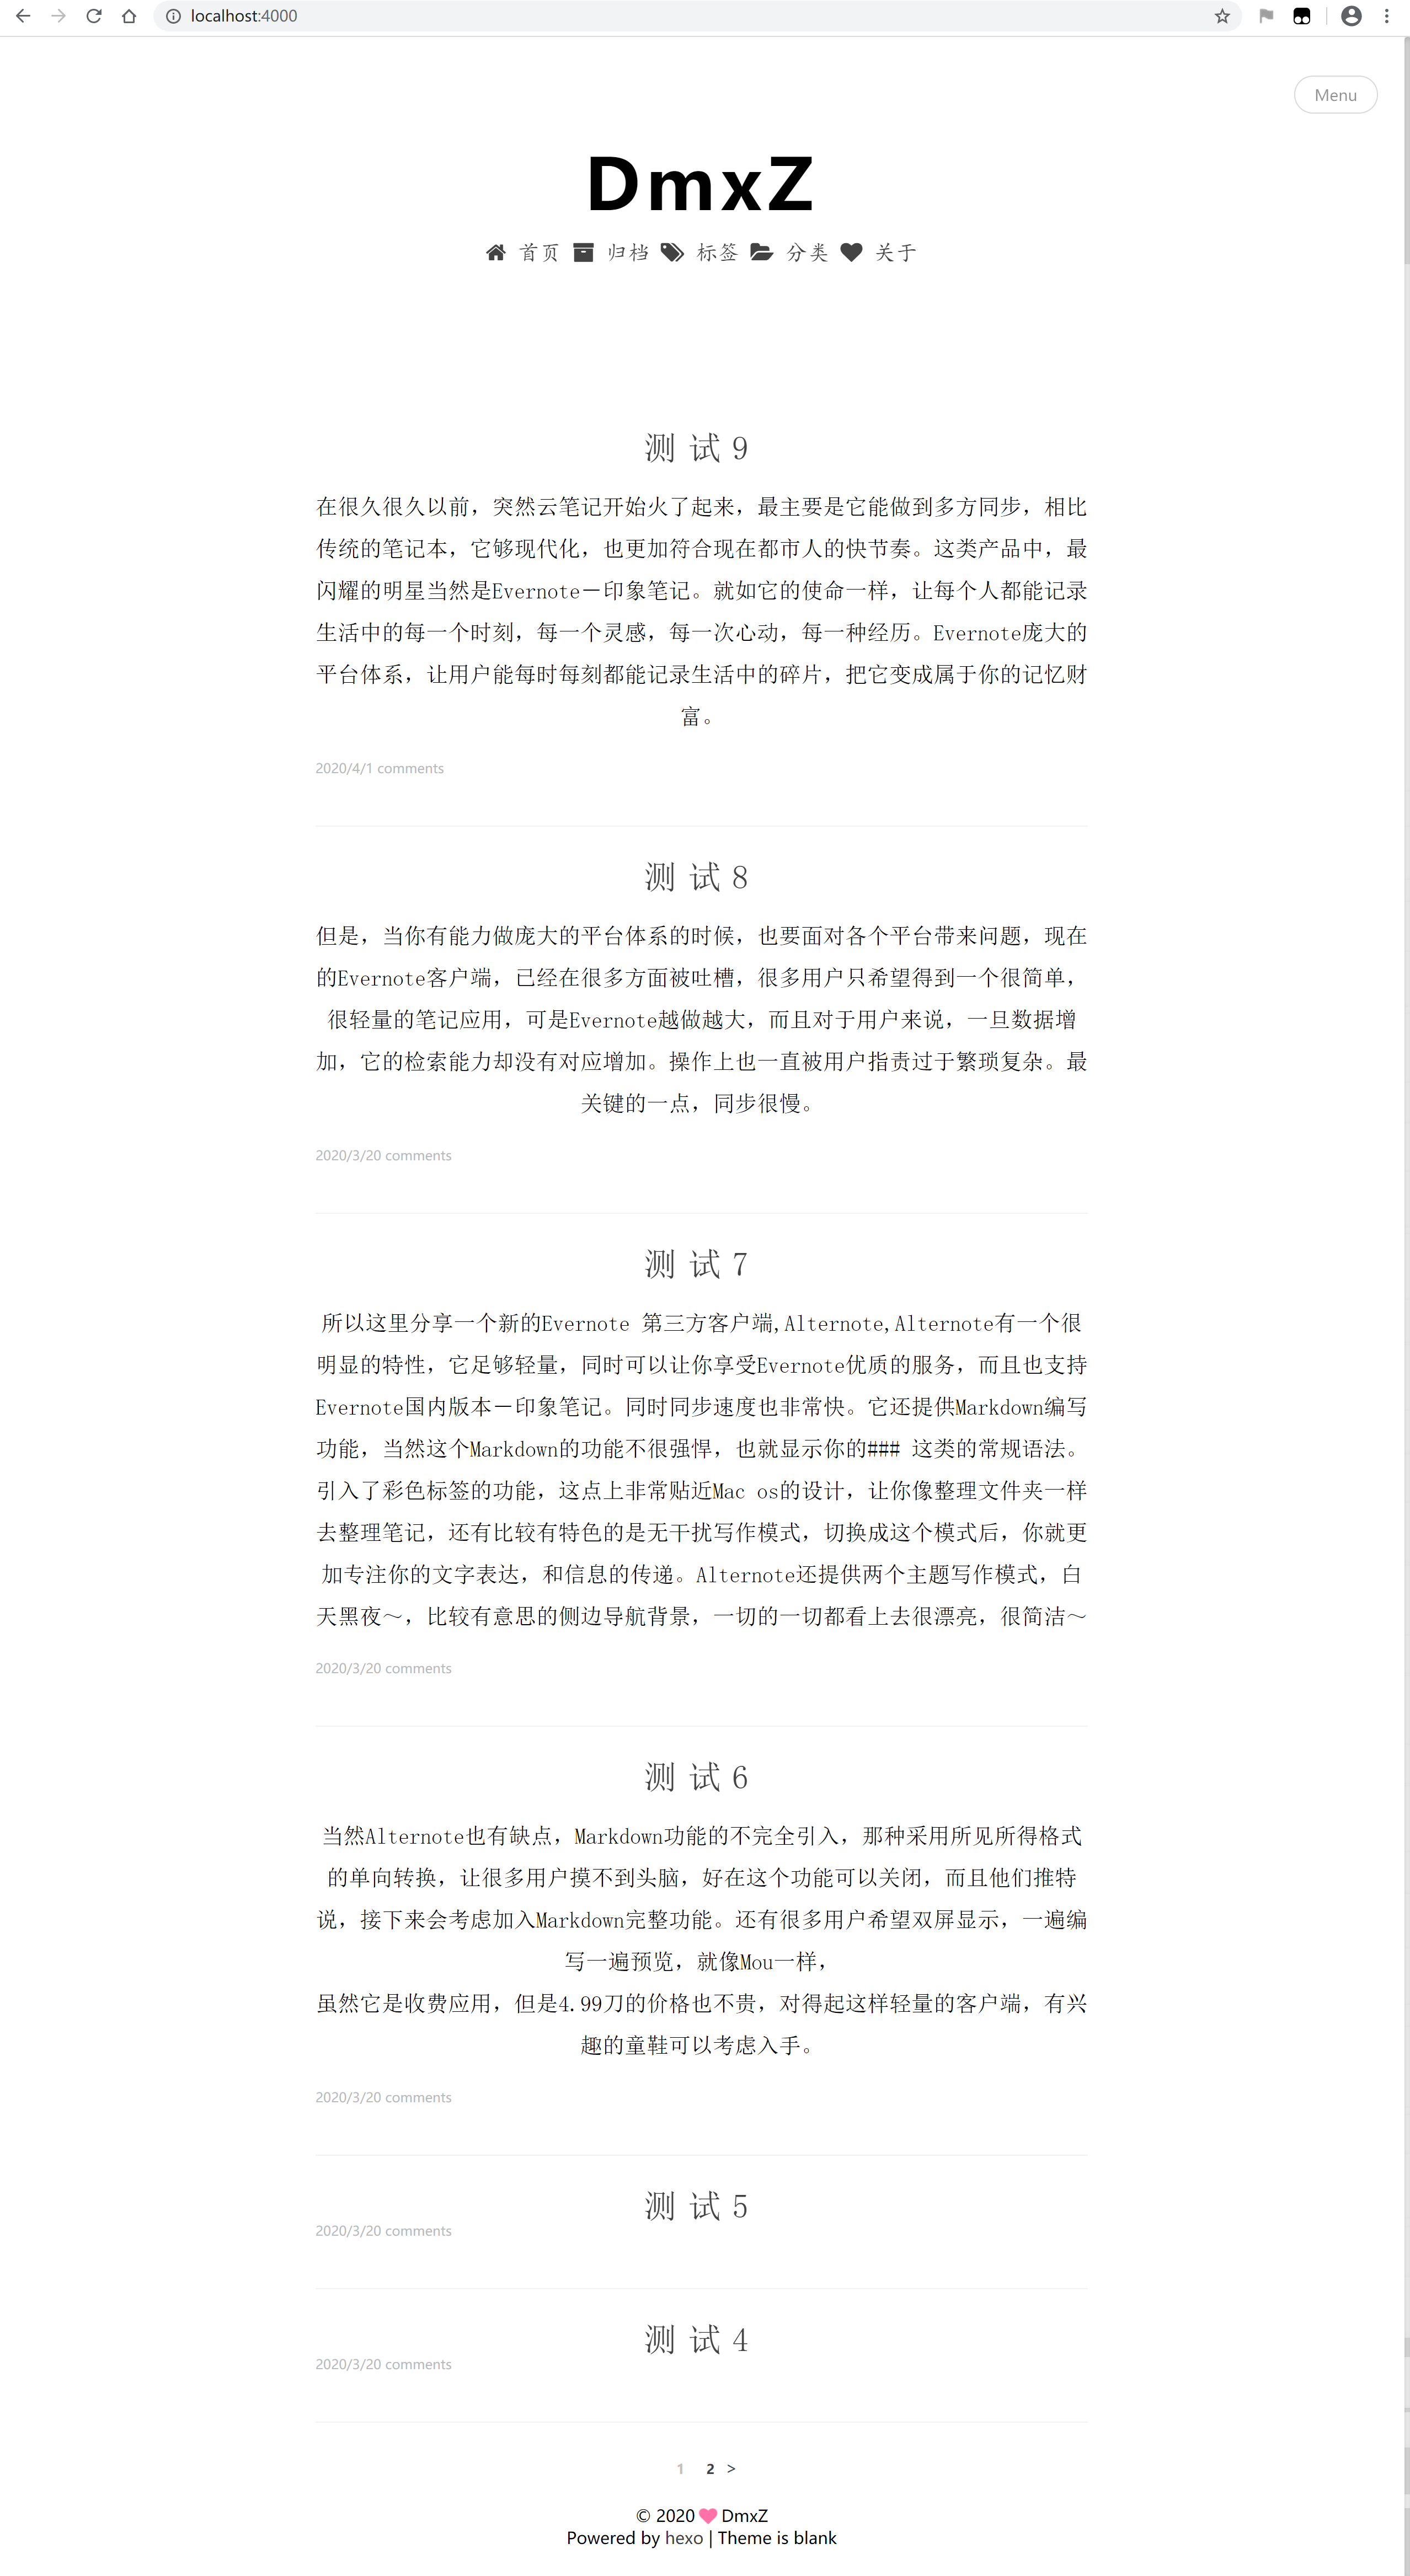 localhost:4000
Menu
DmxZ
首页 归档 标签 分类 关于
测试9
在很久很久以前，突然云笔记开始火了起来，最主要是它能做到多方同步，相比
传统的笔记本，它够现代化，也更加符合现在都市人的快节奏。这类产品中，最
闪耀的明星当然是Evernote－印象笔记。就如它的使命一样，让每个人都能记录
生活中的每一个时刻，每一个灵感，每一次心动，每一种经历。Evernote庞大的
平台体系，让用户能每时每刻都能记录生活中的碎片，把它变成属于你的记忆财
富。
2020/4/1 comments
测试8
但是，当你有能力做庞大的平台体系的时候，也要面对各个平台带来问题，现在
的Evernote客户端，已经在很多方面被吐槽，很多用户只希望得到一个很简单，
很轻量的笔记应用，可是Evernote越做越大，而且对于用户来说，一旦数据增
加，它的检索能力却没有对应增加。操作上也一直被用户指责过于繁琐复杂。最
关键的一点，同步很慢。
2020/3/20 comments
测试7
所以这里分享一个新的Evernote 第三方客户端,Alternote,Alternote有一个很
明显的特性，它足够轻量，同时可以让你享受Evernote优质的服务，而且也支持
Evernote国内版本－印象笔记。同时同步速度也非常快。它还提供Markdown编写
功能，当然这个Markdown的功能不很强悍，也就显示你的### 这类的常规语法。
引入了彩色标签的功能，这点上非常贴近Mac os的设计，让你像整理文件夹一样
去整理笔记，还有比较有特色的是无干扰写作模式，切换成这个模式后，你就更
加专注你的文字表达，和信息的传递。Alternote还提供两个主题写作模式，白
天黑夜～，比较有意思的侧边导航背景，一切的一切都看上去很漂亮，很简洁～
2020/3/20 comments
测试6
当然Alternote也有缺点，Markdown功能的不完全引入，那种采用所见所得格式
的单向转换，让很多用户摸不到头脑，好在这个功能可以关闭，而且他们推特
说，接下来会考虑加入Markdown完整功能。还有很多用户希望双屏显示，一遍编
写一遍预览，就像Mou一样，
虽然它是收费应用，但是4.99刀的价格也不贵，对得起这样轻量的客户端，有兴
趣的童鞋可以考虑入手。
2020/3/20 comments
测试5
2020/3/20 comments
测试4
2020/3/20 comments
1 2 >
© 2020 DmxZ
Powered by hexo | Theme is blank